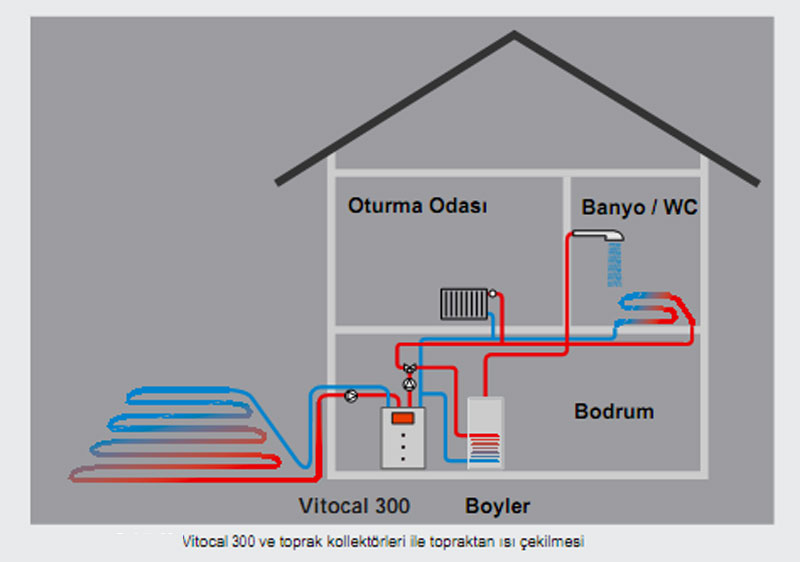 Oturma Odası
Banyo / WC
Bodrum
Vitocal 300
Boyler
Vitocal 300 ve toprak kollektörleri ile topraktan ısı çekilmesi